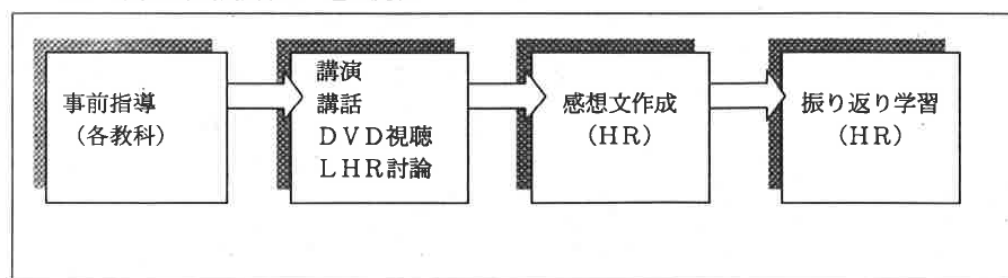 事前指導
（各教科）
講演
講話
ＤＶＤ視聴
ＬＨＲ討論
感想文作成
（ＨＲ）
振り返り学習
（ＨＲ）